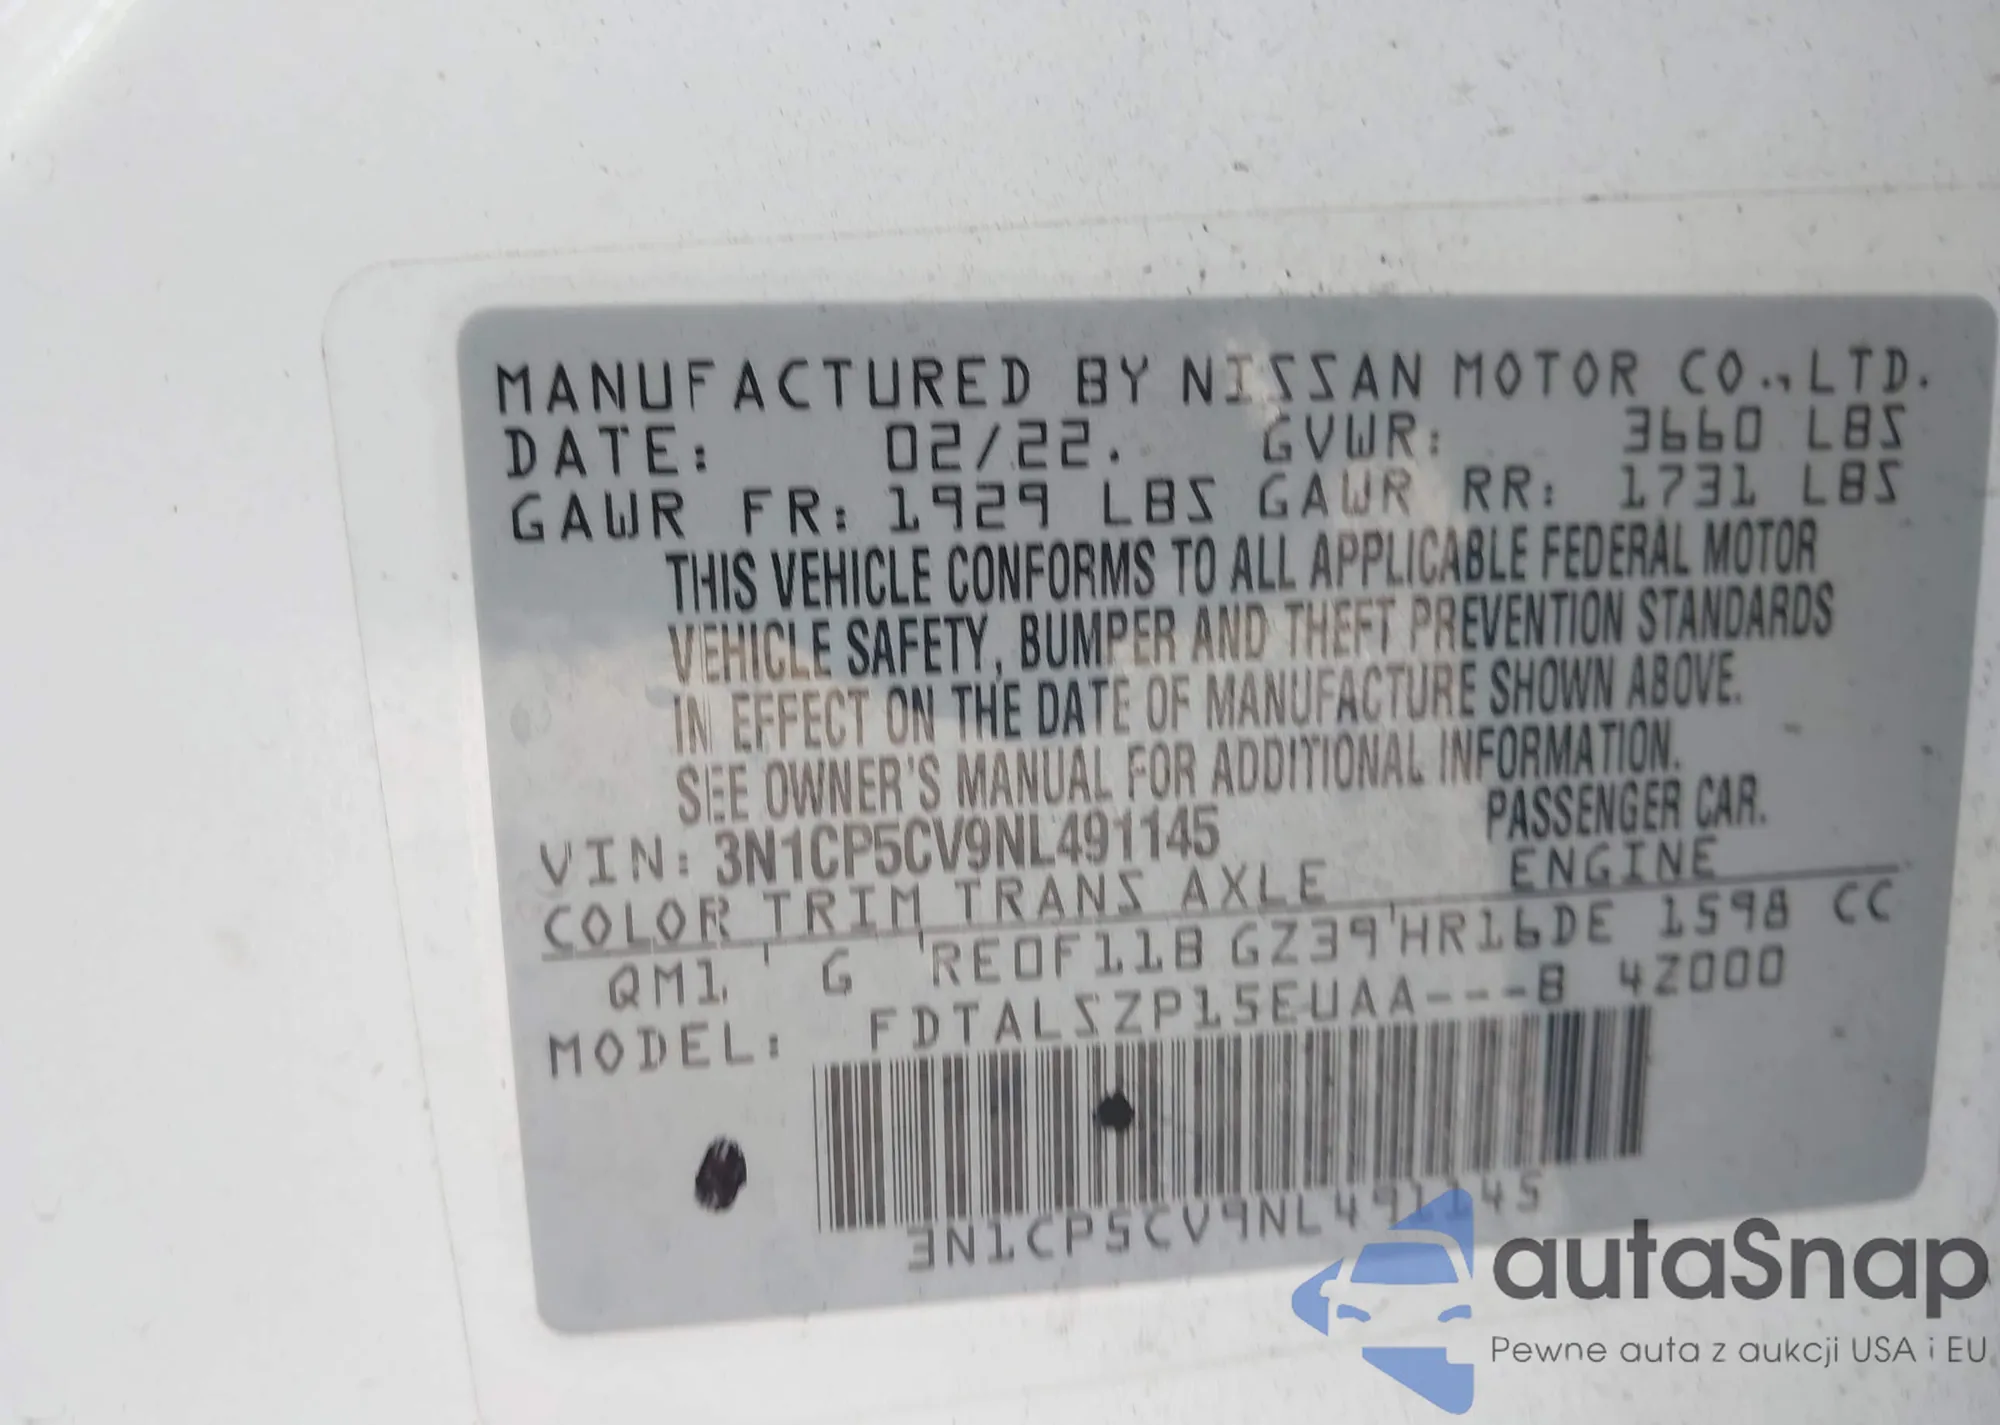 MANUFACTURED BY NISSAN MOTOR CO., LTD.
DATE: 02/22. GVWR: 3660 LBS
GAWR FR: 1929 LBS GAWR RR: 1731 LBS
THIS VEHICLE CONFORMS TO ALL APPLICABLE FEDERAL MOTOR
VEHICLE SAFETY, BUMPER AND THEFT PREVENTION STANDARDS
IN EFFECT ON THE DATE OF MANUFACTURE SHOWN ABOVE.
SEE OWNER'S MANUAL FOR ADDITIONAL INFORMATION.
VIN: 3N1CP5CV9NL491145 PASSENGER CAR.
COLOR TRIM TRANS AXLE ENGINE
QM1 G RE0F11B GZ39 HR16DE 1598 CC
MODEL: FDTALSZP15EUAA---B 4Z000
3N1CP5CV9NL491145
autaSnap
Pewne auta z aukcji USA i EU